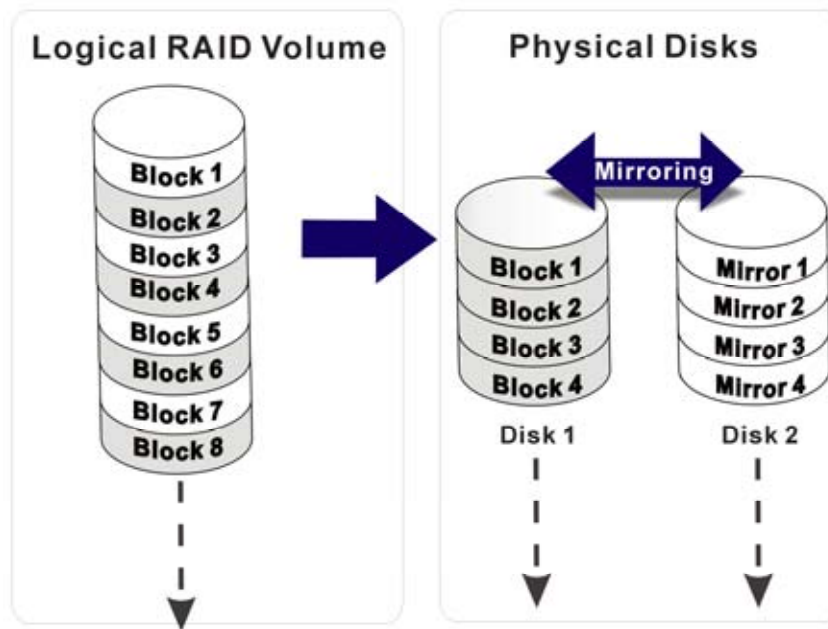 Logical RAID Volume
Block 1
Block 2
Block 3
Block 4
Block 5
Block 6
Block 7
Block 8
Physical Disks
Mirroring
Block 1
Block 2
Block 3
Block 4
Disk 1
Mirror 1
Mirror 2
Mirror 3
Mirror 4
Disk 2